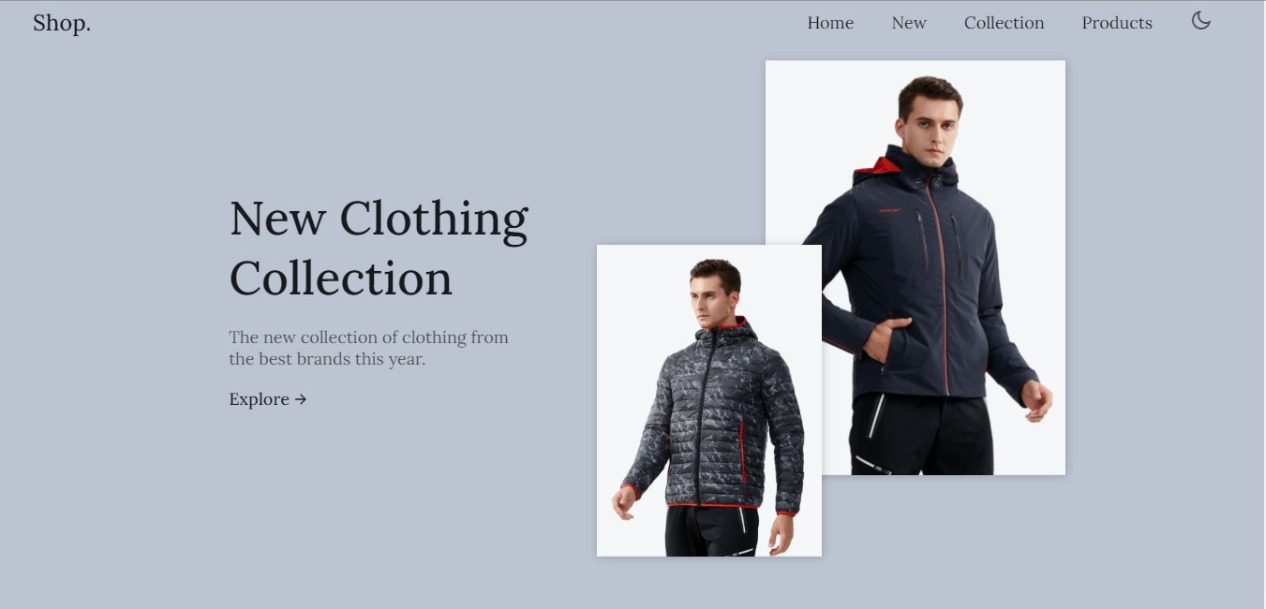 Shop.
Home New Collection Products
New Clothing
Collection
The new collection of clothing from
the best brands this year.
Explore →